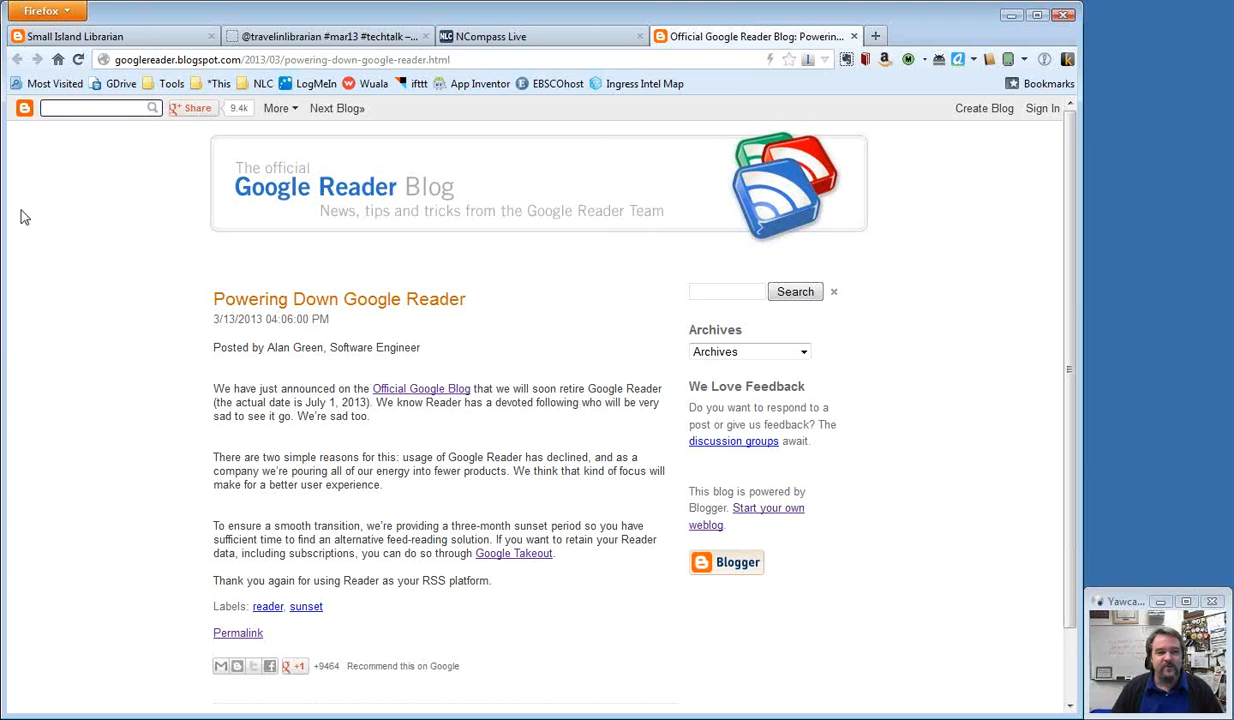 Firefox
Small Island Librarian
@travelinlibrarian #mar13 #techtalk –...
NCompass Live
Official Google Reader Blog: Powerin...
googlereader.blogspot.com/2013/03/powering-down-google-reader.html
Most Visited GDrive Tools *This NLC LogMeIn Wuala ifttt App Inventor EBSCOhost Ingress Intel Map Bookmarks
Share 9.4k More Next Blog» Create Blog Sign In
The official
Google Reader Blog
News, tips and tricks from the Google Reader Team
Powering Down Google Reader
3/13/2013 04:06:00 PM
Posted by Alan Green, Software Engineer
We have just announced on the Official Google Blog that we will soon retire Google Reader
(the actual date is July 1, 2013). We know Reader has a devoted following who will be very
sad to see it go. We're sad too.
There are two simple reasons for this: usage of Google Reader has declined, and as a
company we're pouring all of our energy into fewer products. We think that kind of focus will
make for a better user experience.
To ensure a smooth transition, we're providing a three-month sunset period so you have
sufficient time to find an alternative feed-reading solution. If you want to retain your Reader
data, including subscriptions, you can do so through Google Takeout.
Thank you again for using Reader as your RSS platform.
Labels: reader, sunset
Permalink
+1 +9464 Recommend this on Google
Search
Archives
Archives
We Love Feedback
Do you want to respond to a
post or give us feedback? The
discussion groups await.
This blog is powered by
Blogger. Start your own
weblog.
Blogger
Yawca...